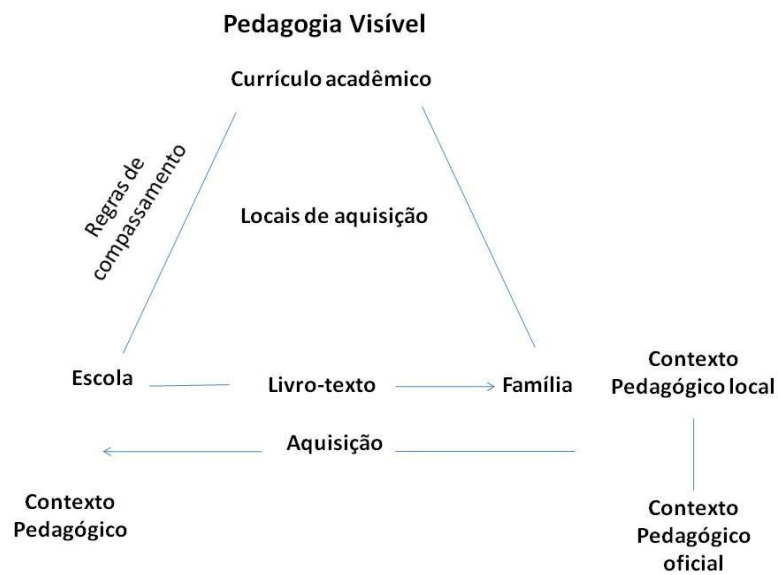 Pedagogia Visível
Currículo acadêmico
Regras de
compassamento
Locais de aquisição
Escola
Livro-texto
Família
Contexto
Pedagógico local
Aquisição
Contexto
Pedagógico
Contexto
Pedagógico
oficial